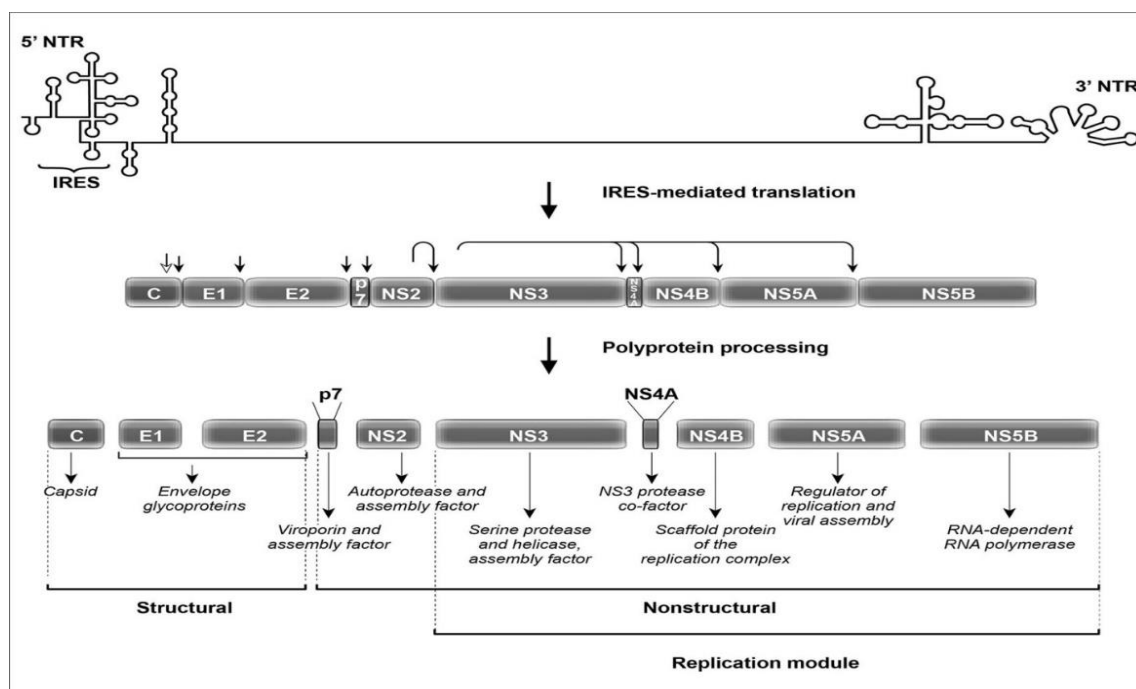 5’ NTR
3’ NTR
IRES
IRES-mediated translation
C E1 E2 p7 NS2 NS3 NS4A NS4B NS5A NS5B
Polyprotein processing
p7 NS4A
C E1 E2 NS2 NS3 NS4B NS5A NS5B
Capsid
Envelope
glycoproteins
Viroporin and
assembly factor
Autoprotease and
assembly factor
Serine protease
and helicase,
assembly factor
NS3 protease
co-factor
Scaffold protein
of the
replication complex
Regulator of
replication and
viral assembly
RNA-dependent
RNA polymerase
Structural
Nonstructural
Replication module